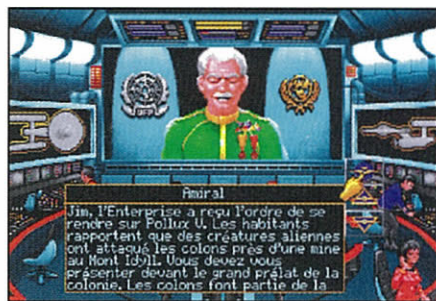 Amiral
Jim, l'Enterprise a reçu l'ordre de se
rendre sur Pollux V. Les habitants
rapportent que des créatures aliennes
ont attaqué les colons près d'une mine
au Mont Idyll. Vous devez vous
présenter devant le grand prélat de la
colonie. Les colons font partie de la